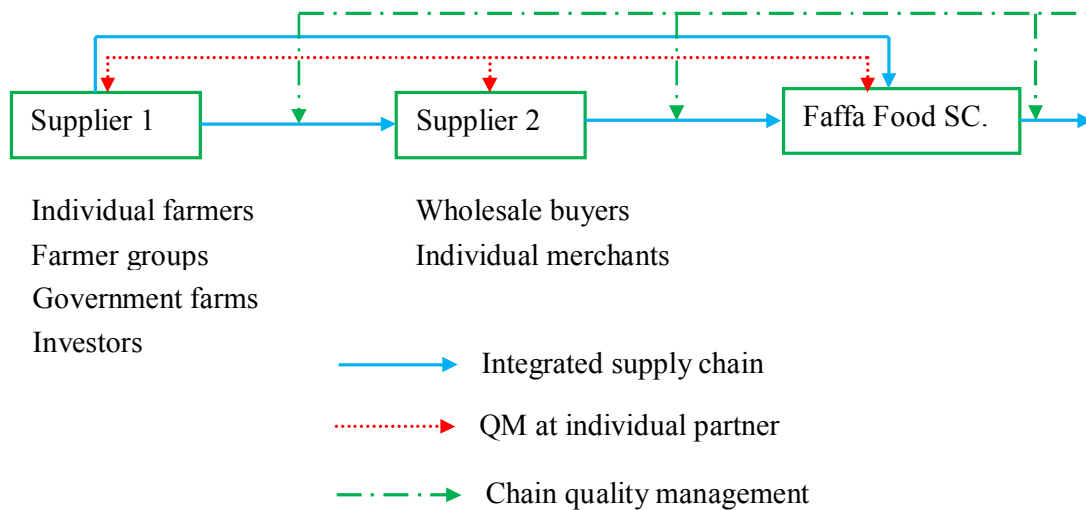 Supplier 1
Supplier 2
Faffa Food SC.
Individual farmers
Farmer groups
Government farms
Investors
Wholesale buyers
Individual merchants
Integrated supply chain
QM at individual partner
Chain quality management